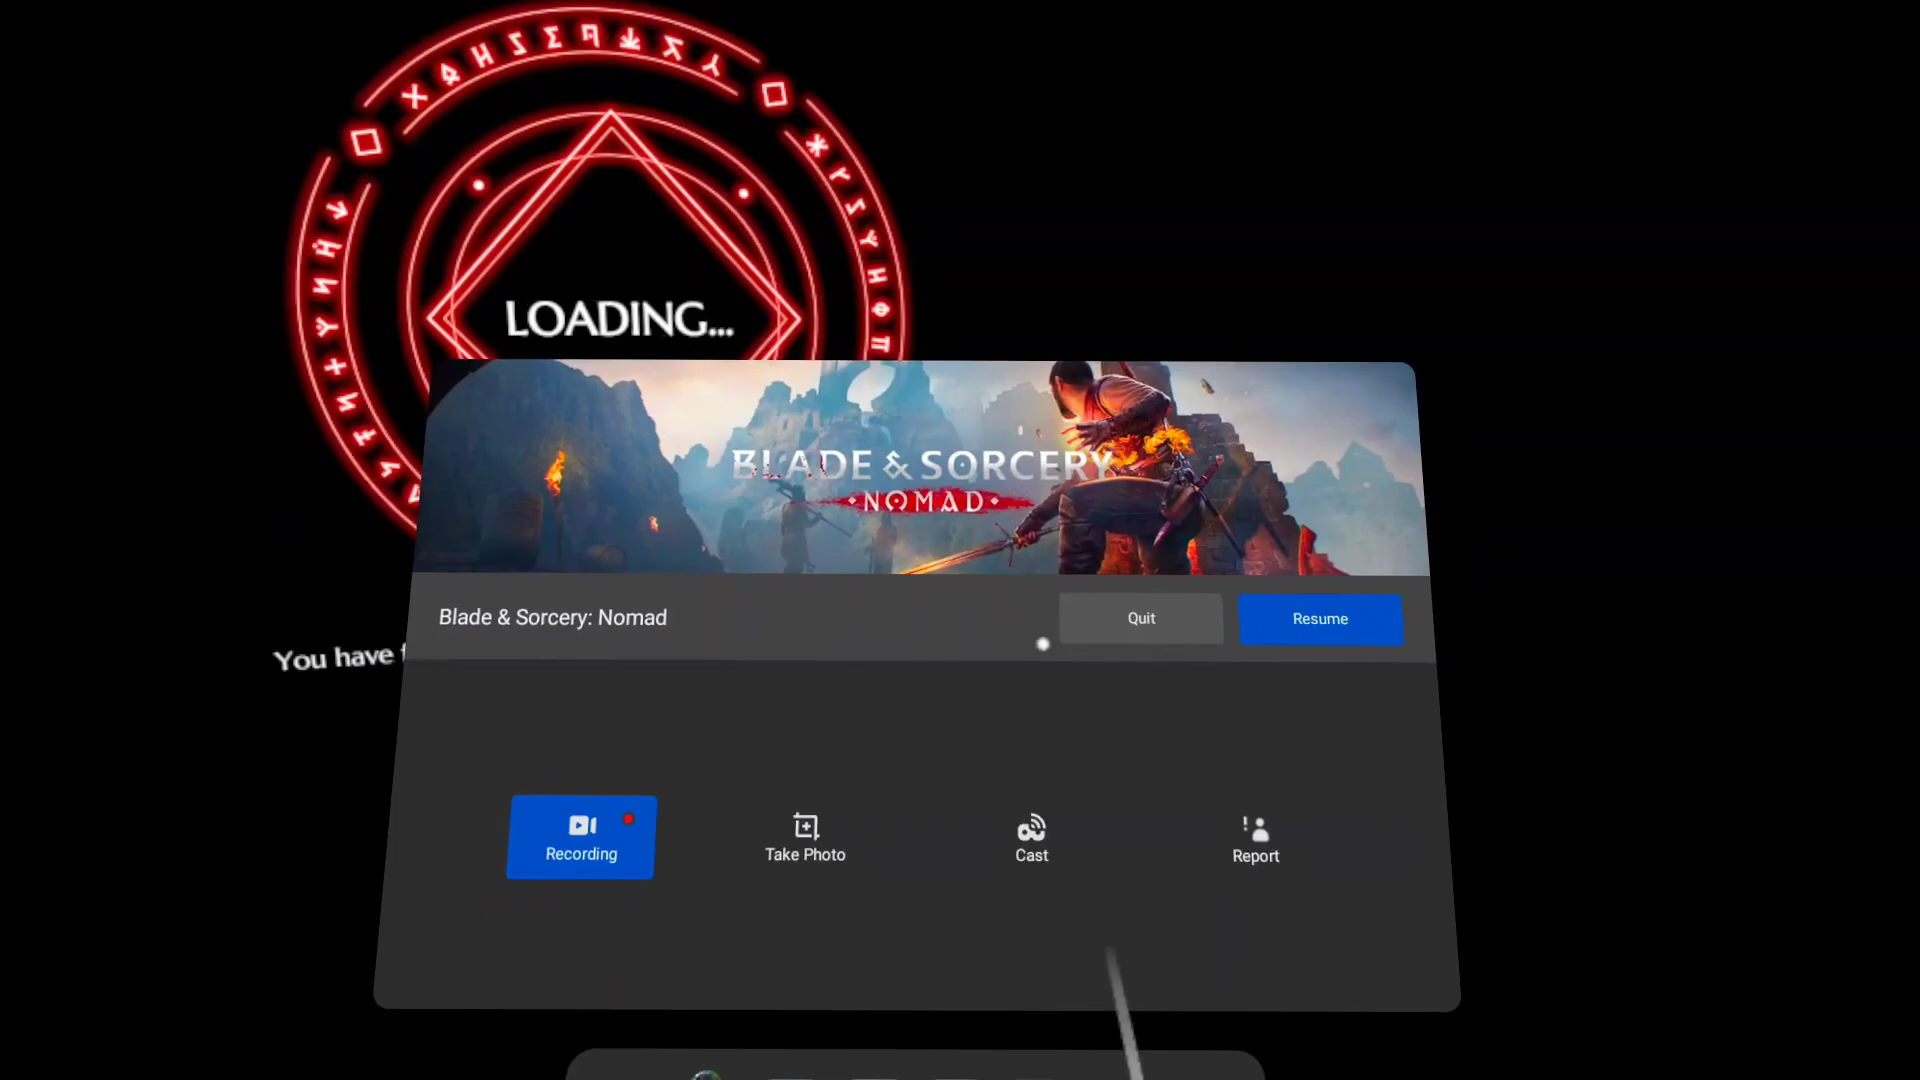 LOADING...
BLADE & SORCERY
NOMAD
Blade & Sorcery: Nomad
Quit
Resume
You have
Recording
Take Photo
Cast
Report